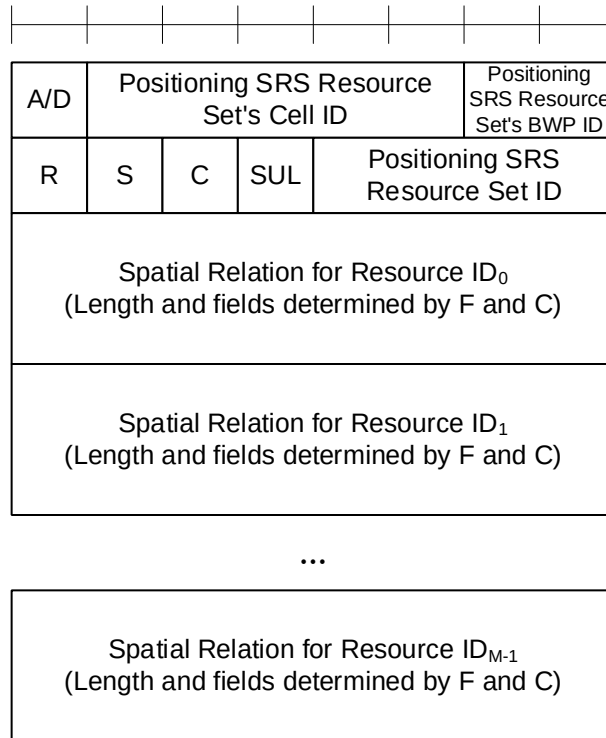 A/D
Positioning SRS Resource
Set's Cell ID
Positioning
SRS Resource
Set's BWP ID
R
S
C
SUL
Positioning SRS
Resource Set ID
Spatial Relation for Resource ID₀
(Length and fields determined by F and C)
Spatial Relation for Resource ID₁
(Length and fields determined by F and C)
...
Spatial Relation for Resource ID_M-1
(Length and fields determined by F and C)